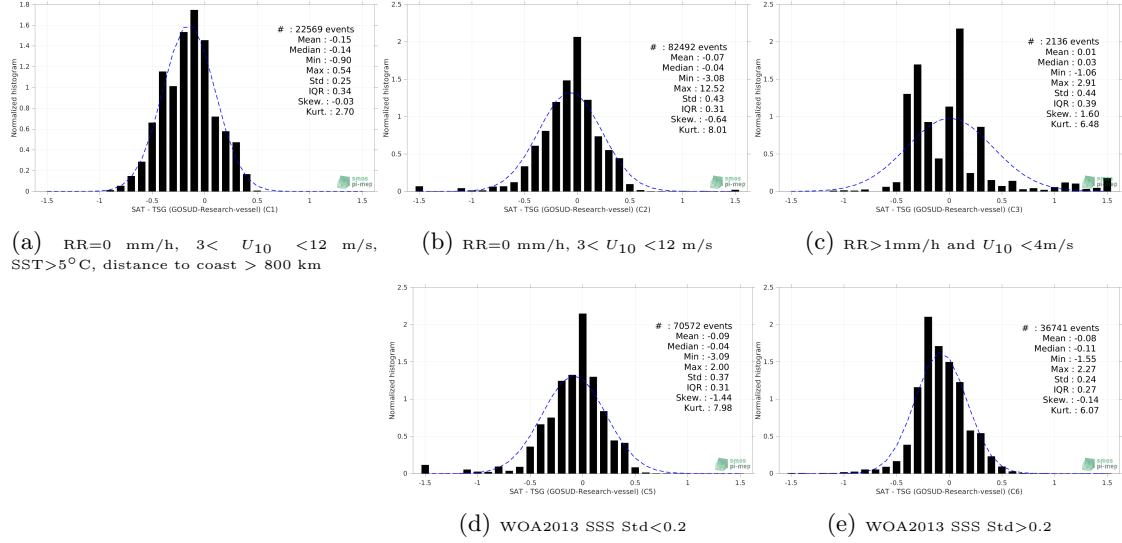 1.8
1.6
1.4
1.2
1
0.8
0.6
0.4
0.2
0
Normalized histogram
# : 22569 events
Mean : -0.15
Median : -0.14
Min : -0.90
Max : 0.54
Std : 0.25
IQR : 0.34
Skew. : -0.03
Kurt. : 2.70
smos
pi-mep
-1.5 -1 -0.5 0 0.5 1 1.5
SAT - TSG (GOSUD-Research-vessel) (C1)
(a) RR=0 mm/h, 3< U10 <12 m/s,
SST>5°C, distance to coast > 800 km
2.5
2
1.5
1
0.5
0
Normalized histogram
# : 82492 events
Mean : -0.07
Median : -0.04
Min : -3.08
Max : 12.52
Std : 0.43
IQR : 0.31
Skew. : -0.64
Kurt. : 8.01
smos
pi-mep
-1.5 -1 -0.5 0 0.5 1 1.5
SAT - TSG (GOSUD-Research-vessel) (C2)
(b) RR=0 mm/h, 3< U10 <12 m/s
2.5
2
1.5
1
0.5
0
Normalized histogram
# : 2136 events
Mean : 0.01
Median : 0.03
Min : -1.06
Max : 2.91
Std : 0.44
IQR : 0.39
Skew. : 1.60
Kurt. : 6.48
smos
pi-mep
-1.5 -1 -0.5 0 0.5 1 1.5
SAT - TSG (GOSUD-Research-vessel) (C3)
(c) RR>1mm/h and U10 <4m/s
2.5
2
1.5
1
0.5
0
Normalized histogram
# : 70572 events
Mean : -0.09
Median : -0.04
Min : -3.09
Max : 2.00
Std : 0.37
IQR : 0.31
Skew. : -1.44
Kurt. : 7.98
smos
pi-mep
-1.5 -1 -0.5 0 0.5 1 1.5
SAT - TSG (GOSUD-Research-vessel) (C5)
(d) WOA2013 SSS Std<0.2
2.5
2
1.5
1
0.5
0
Normalized histogram
# : 36741 events
Mean : -0.08
Median : -0.11
Min : -1.55
Max : 2.27
Std : 0.24
IQR : 0.27
Skew. : -0.14
Kurt. : 6.07
smos
pi-mep
-1.5 -1 -0.5 0 0.5 1 1.5
SAT - TSG (GOSUD-Research-vessel) (C6)
(e) WOA2013 SSS Std>0.2